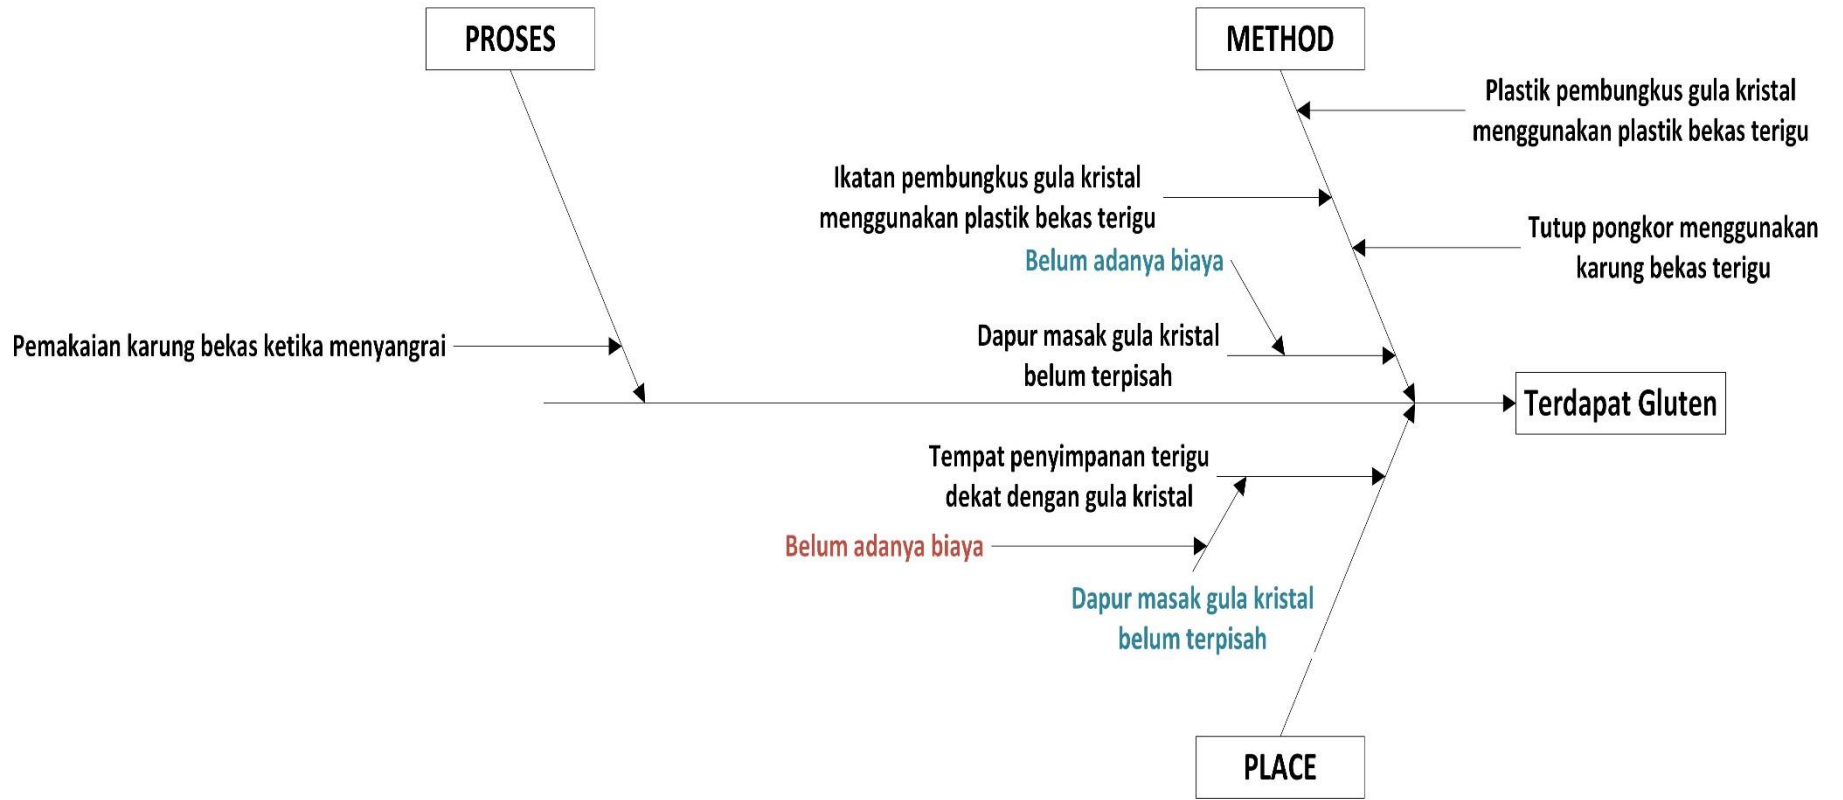 PROSES
METHOD
Plastik pembungkus gula kristal
menggunakan plastik bekas terigu
Ikatan pembungkus gula kristal
menggunakan plastik bekas terigu
Tutup pongkor menggunakan
karung bekas terigu
Belum adanya biaya
Dapur masak gula kristal
belum terpisah
Pemakaian karung bekas ketika menyangrai
Terdapat Gluten
Tempat penyimpanan terigu
dekat dengan gula kristal
Belum adanya biaya
Dapur masak gula kristal
belum terpisah
PLACE